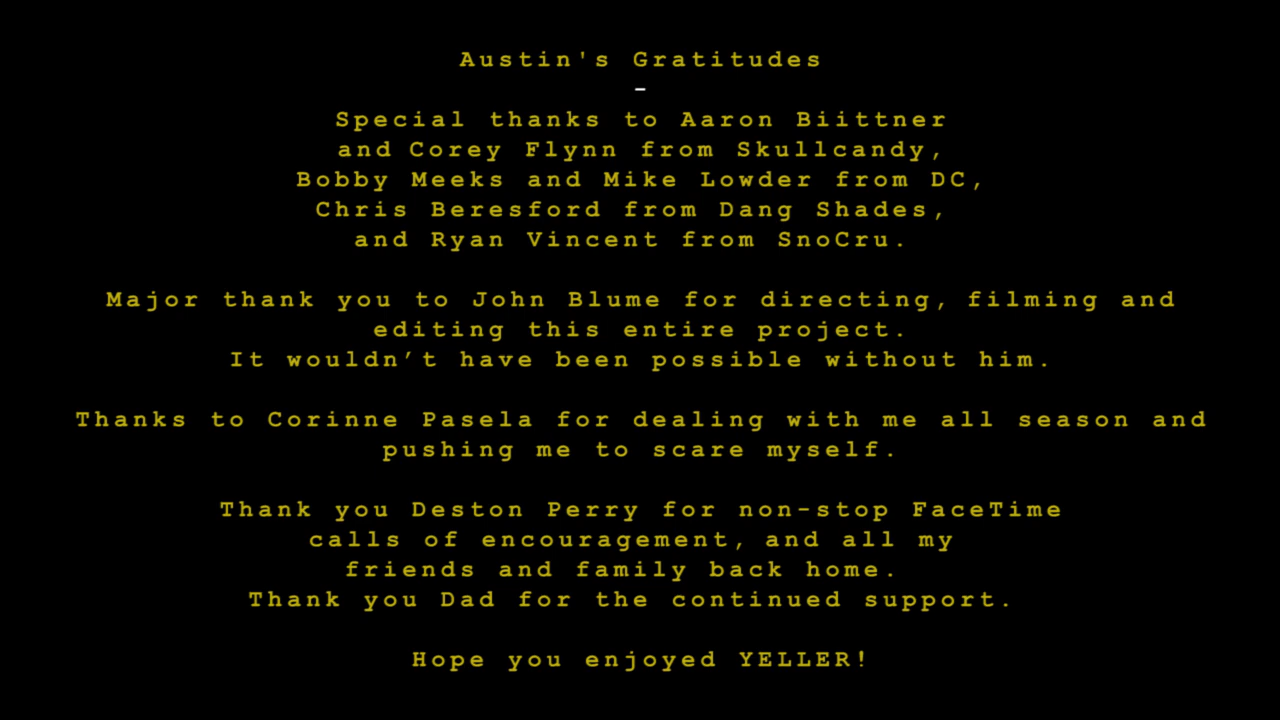 Austin's Gratitudes
-
Special thanks to Aaron Biittner
and Corey Flynn from Skullcandy,
Bobby Meeks and Mike Lowder from DC,
Chris Beresford from Dang Shades,
and Ryan Vincent from SnoCru.
Major thank you to John Blume for directing, filming and
editing this entire project.
It wouldn’t have been possible without him.
Thanks to Corinne Pasela for dealing with me all season and
pushing me to scare myself.
Thank you Deston Perry for non-stop FaceTime
calls of encouragement, and all my
friends and family back home.
Thank you Dad for the continued support.
Hope you enjoyed YELLER!